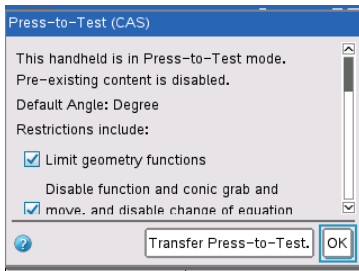 Press-to-Test (CAS)
This handheld is in Press-to-Test mode.
Pre-existing content is disabled.
Default Angle: Degree
Restrictions include:
Limit geometry functions
Disable function and conic grab and
move, and disable change of equation
? Transfer Press-to-Test. OK